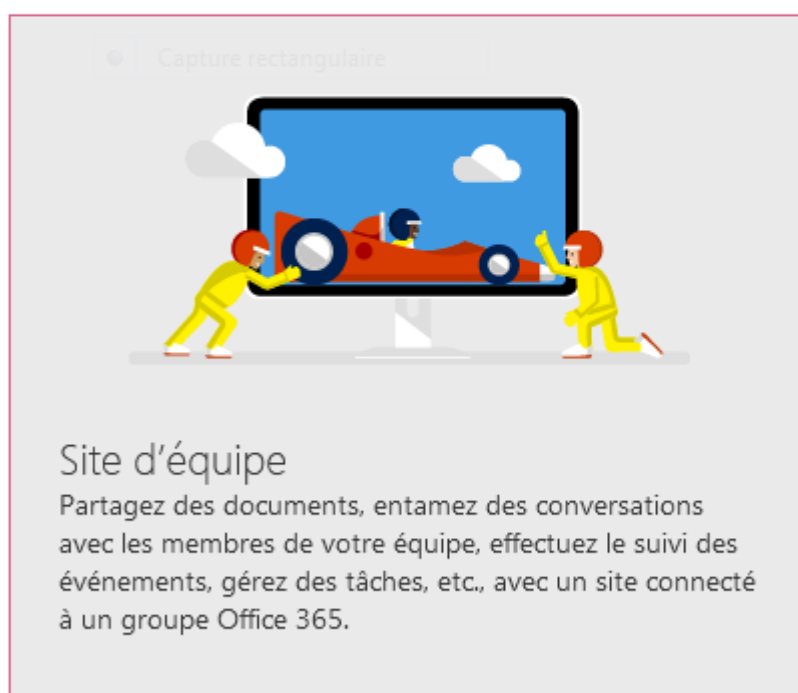 Capture rectangulaire
Site d’équipe
Partagez des documents, entamez des conversations
avec les membres de votre équipe, effectuez le suivi des
événements, gérez des tâches, etc., avec un site connecté
à un groupe Office 365.